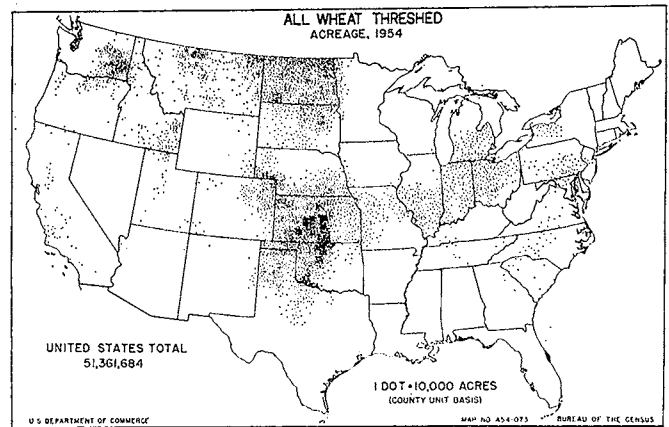 ALL WHEAT THRESHED
ACREAGE, 1954
UNITED STATES TOTAL
51,361,684
1 DOT = 10,000 ACRES
(COUNTY UNIT BASIS)
U S DEPARTMENT OF COMMERCE
MAP NO A54-073
BUREAU OF THE CENSUS